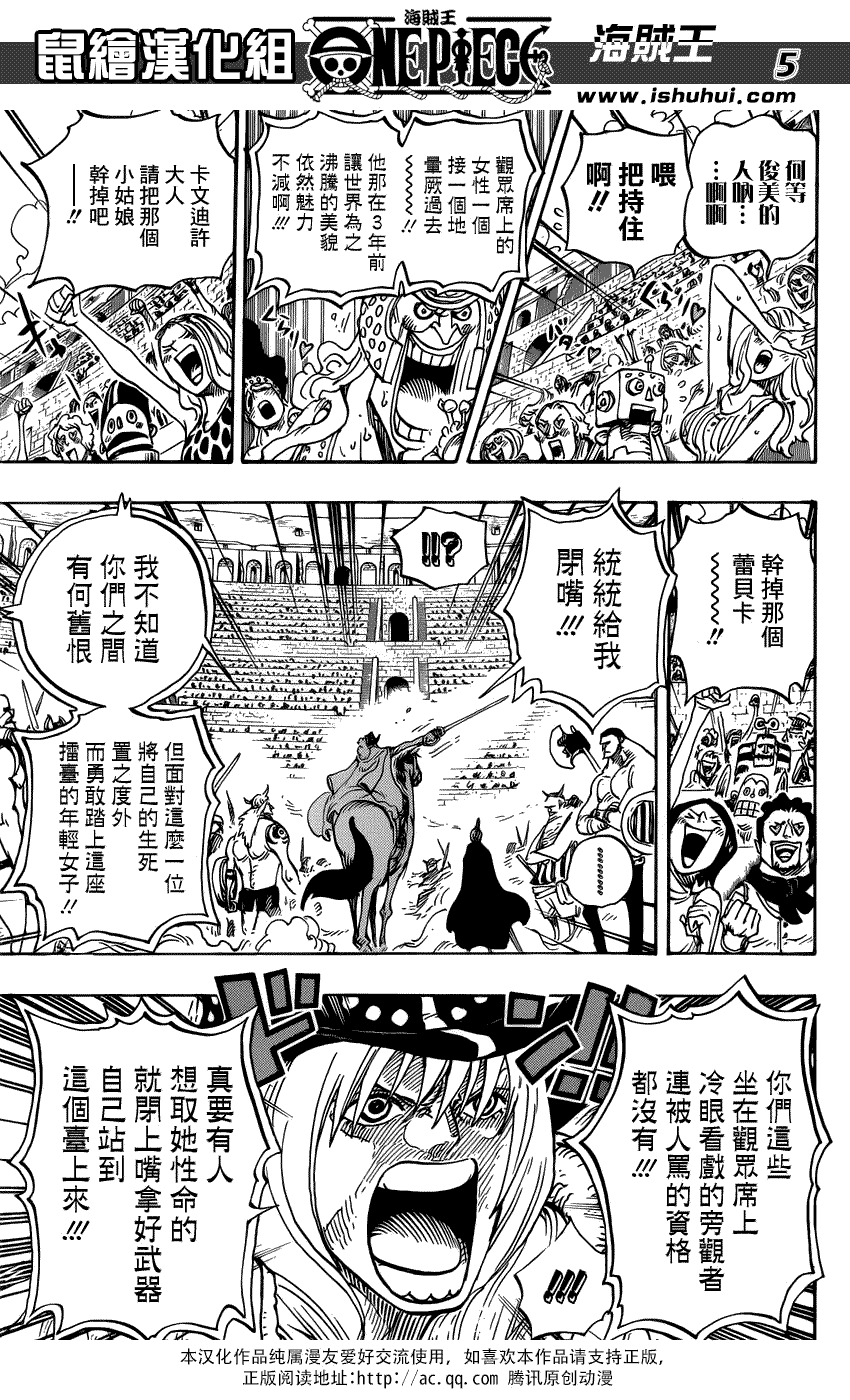 鼠繪漢化組
海賊王
ONE PIECE
海賊王
5
www.ishuhui.com
何等
俊美的
人吶…
…啊啊
喂
把持住
啊!!
觀眾席上的
女性一個
接一個地
暈厥過去
他那在3年前
讓世界為之
沸騰的美貌
依然魅力
不減啊!!!
卡文迪許
大人
請把那個
小姑娘
幹掉吧
──!!
幹掉那個
蕾貝卡
~~~!!
統統給我
閉嘴!!!
!!?
我不知道
你們之間
有何舊恨
但面對這麼一位
將自己的生死
置之度外
而勇敢踏上這座
擂臺的年輕女子!!
你們這些
坐在觀眾席上
冷眼看戲的旁觀者
連被人罵的資格
都沒有!!!
!!!
真要有人
想取她性命的
就閉上嘴拿好武器
自己站到
這個臺上來!!!
本汉化作品纯属漫友爱好交流使用，如喜欢本作品请支持正版，
正版阅读地址:http://ac.qq.com 腾讯原创动漫